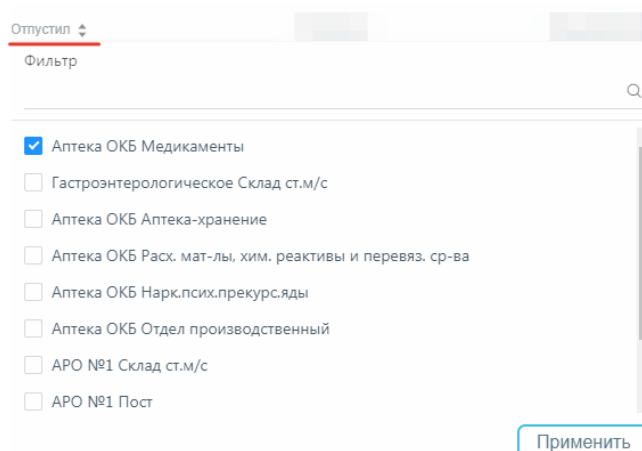 Отпустил
Фильтр
Аптека ОКБ Медикаменты
Гастроэнтерологическое Склад ст.м/с
Аптека ОКБ Аптека-хранение
Аптека ОКБ Расх. мат-лы, хим. реактивы и перевяз. ср-ва
Аптека ОКБ Нарк.псих.прекурс.яды
Аптека ОКБ Отдел производственный
АРО №1 Склад ст.м/с
АРО №1 Пост
Применить